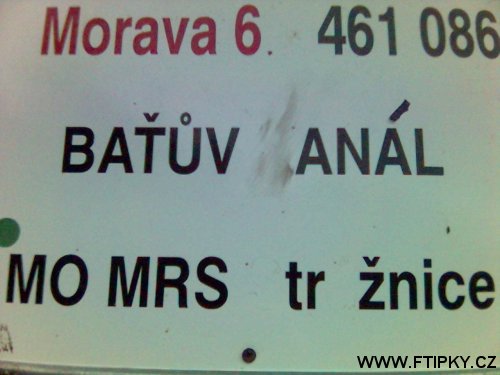 Morava 6. 461 086
BAŤŮV ANÁL
MO MRS tr žnice
WWW.FTIPKY.CZ